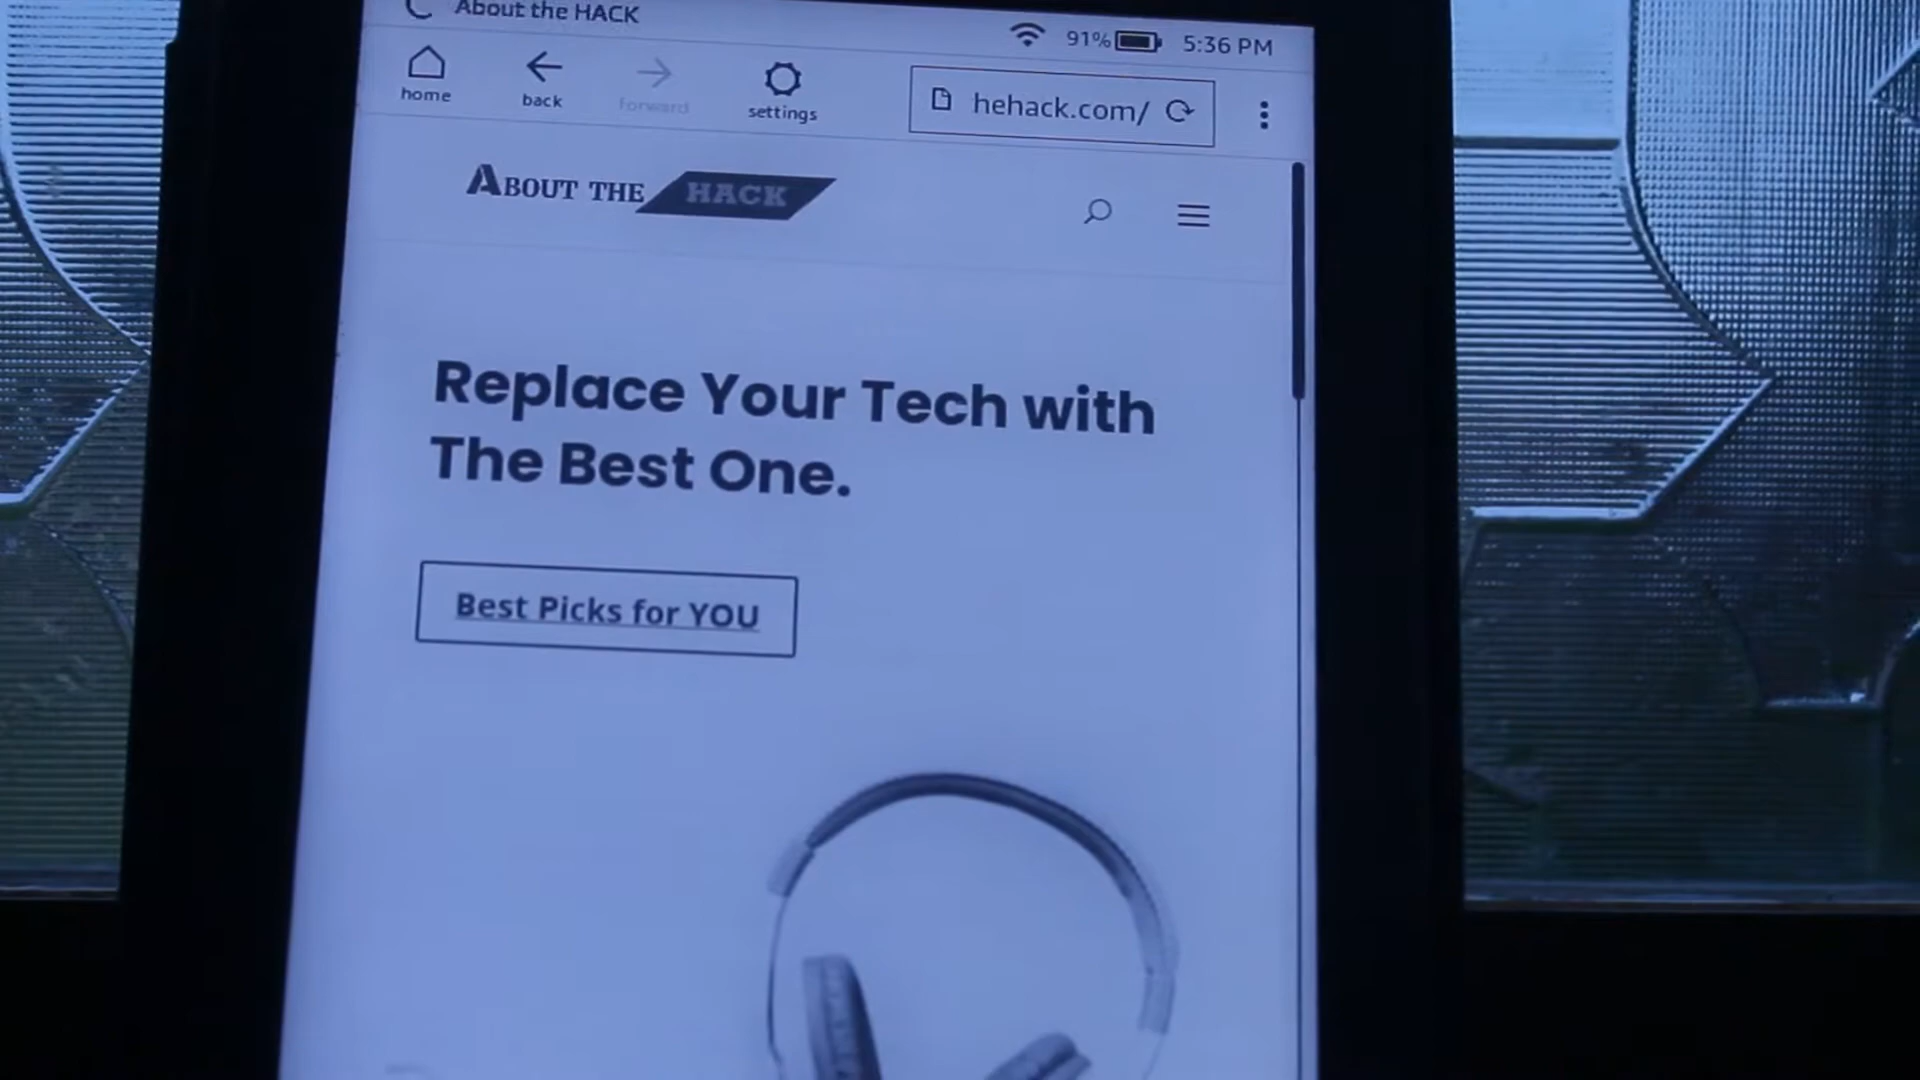 About the HACK
91% 5:36 PM
home back forward settings hehack.com/
ABOUT THE HACK
Replace Your Tech with
The Best One.
Best Picks for YOU